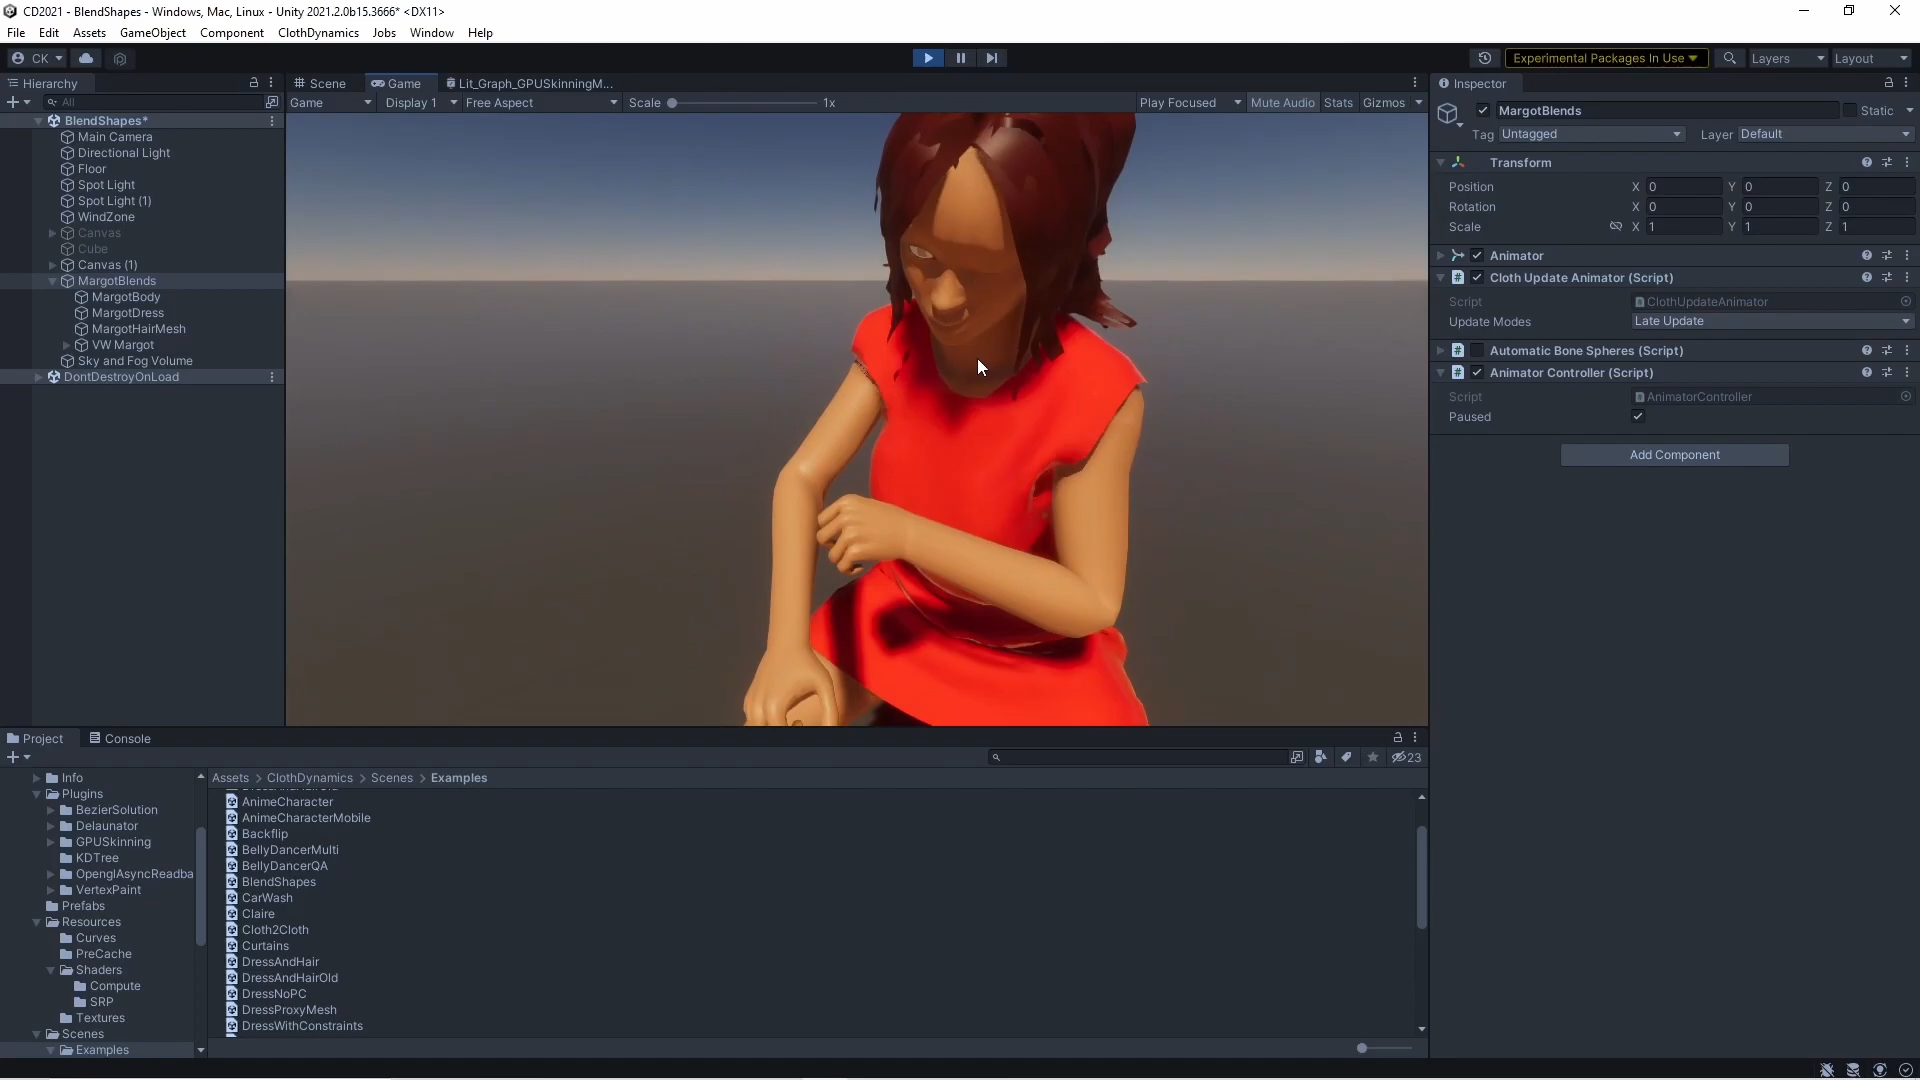 CD2021 - BlendShapes - Windows, Mac, Linux - Unity 2021.2.0b15.3666* <DX11>
File Edit Assets GameObject Component ClothDynamics Jobs Window Help
CK Experimental Packages In Use Layers Layout
Hierarchy
All
BlendShapes*
Main Camera
Directional Light
Floor
Spot Light
Spot Light (1)
WindZone
Canvas
Cube
Canvas (1)
MargotBlends
MargotBody
MargotDress
MargotHairMesh
VW Margot
Sky and Fog Volume
DontDestroyOnLoad
Scene Game Lit_Graph_GPUSkinningM...
Game Display 1 Free Aspect Scale 1x Play Focused Mute Audio Stats Gizmos
Inspector
MargotBlends Static
Tag Untagged Layer Default
Transform
Position X 0 Y 0 Z 0
Rotation X 0 Y 0 Z 0
Scale X 1 Y 1 Z 1
Animator
Cloth Update Animator (Script)
Script ClothUpdateAnimator
Update Modes Late Update
Automatic Bone Spheres (Script)
Animator Controller (Script)
Script AnimatorController
Paused
Add Component
Project Console
23
Info
Plugins
BezierSolution
Delaunator
GPUSkinning
KDTree
OpenglAsyncReadba
VertexPaint
Prefabs
Resources
Curves
PreCache
Shaders
Compute
SRP
Textures
Scenes
Examples
Assets > ClothDynamics > Scenes > Examples
AnimeCharacter
AnimeCharacterMobile
Backflip
BellyDancerMulti
BellyDancerQA
BlendShapes
CarWash
Claire
Cloth2Cloth
Curtains
DressAndHair
DressAndHairOld
DressNoPC
DressProxyMesh
DressWithConstraints